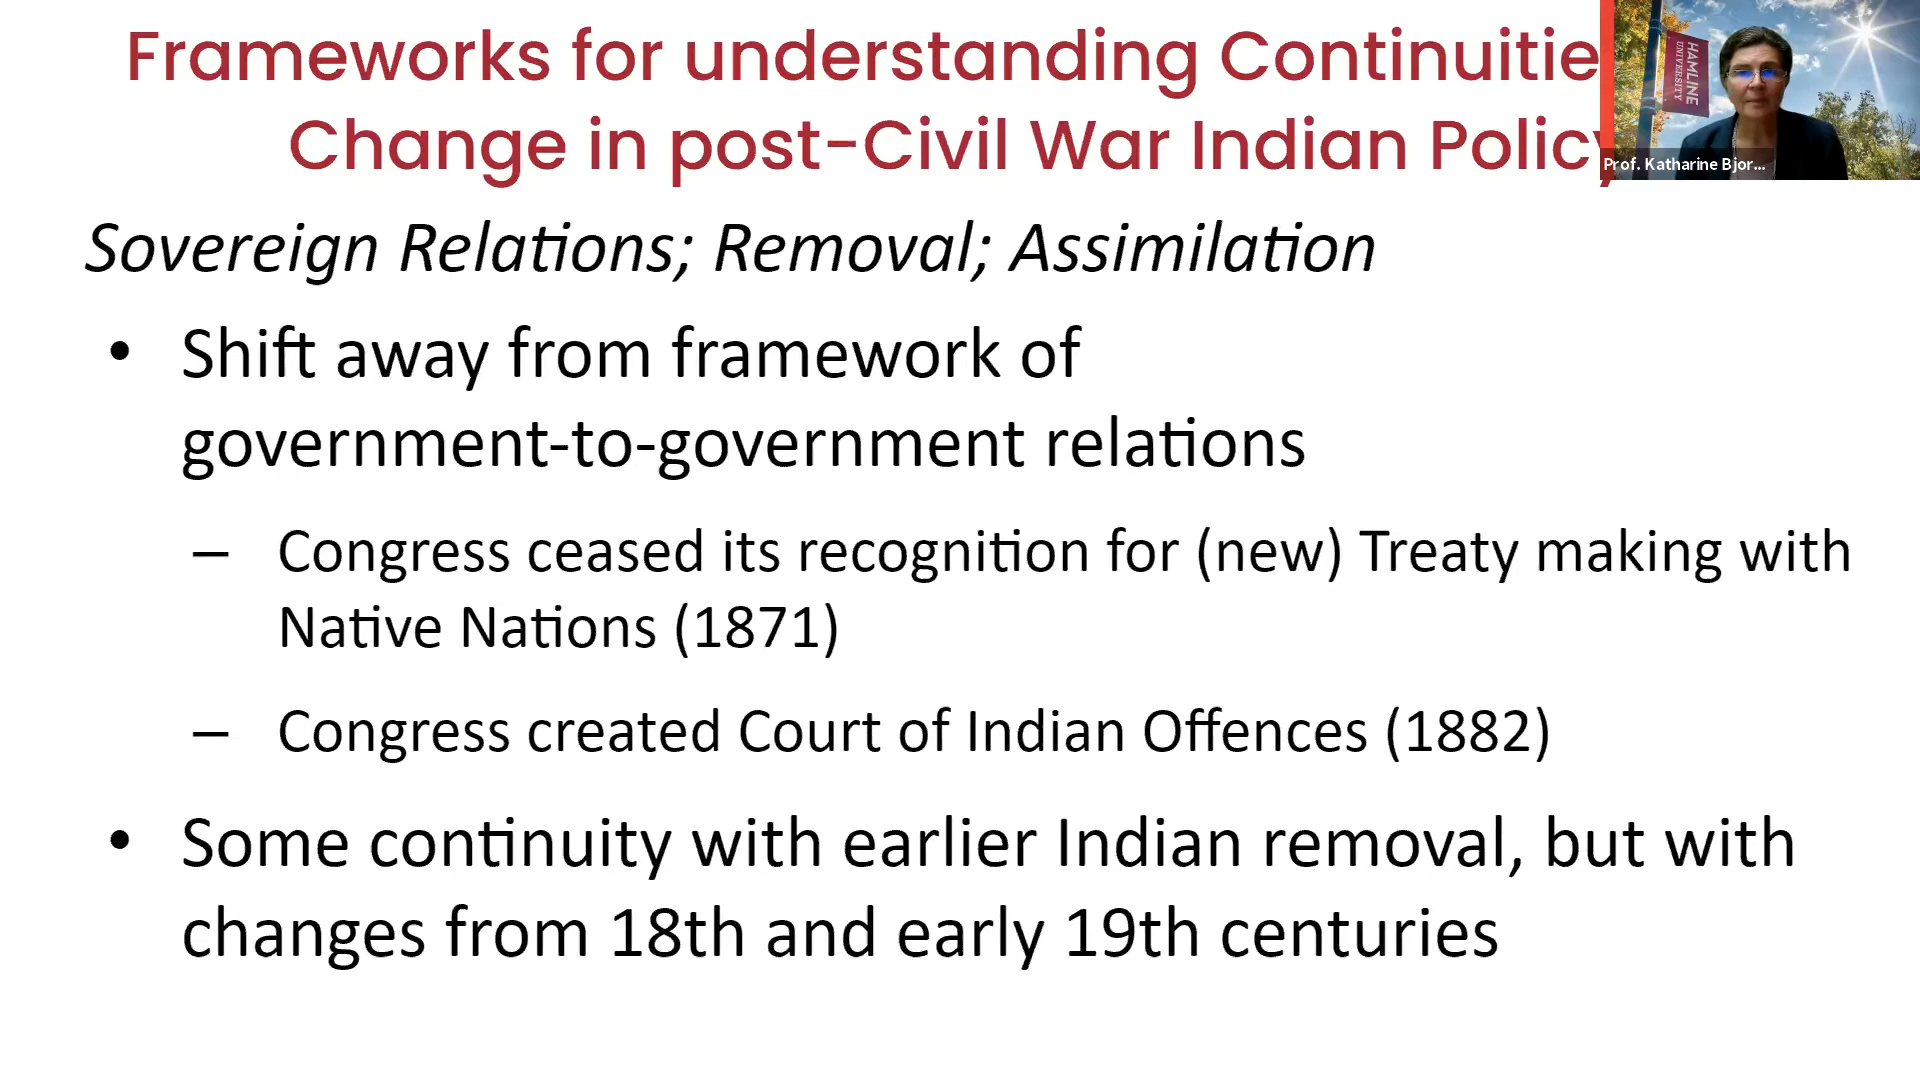 Frameworks for understanding Continuitie
Change in post-Civil War Indian Policy
HAMLINE
UNIVERSITY
Prof. Katharine Bjor...
Sovereign Relations; Removal; Assimilation
• Shift away from framework of
government-to-government relations
– Congress ceased its recognition for (new) Treaty making with
Native Nations (1871)
– Congress created Court of Indian Offences (1882)
• Some continuity with earlier Indian removal, but with
changes from 18th and early 19th centuries